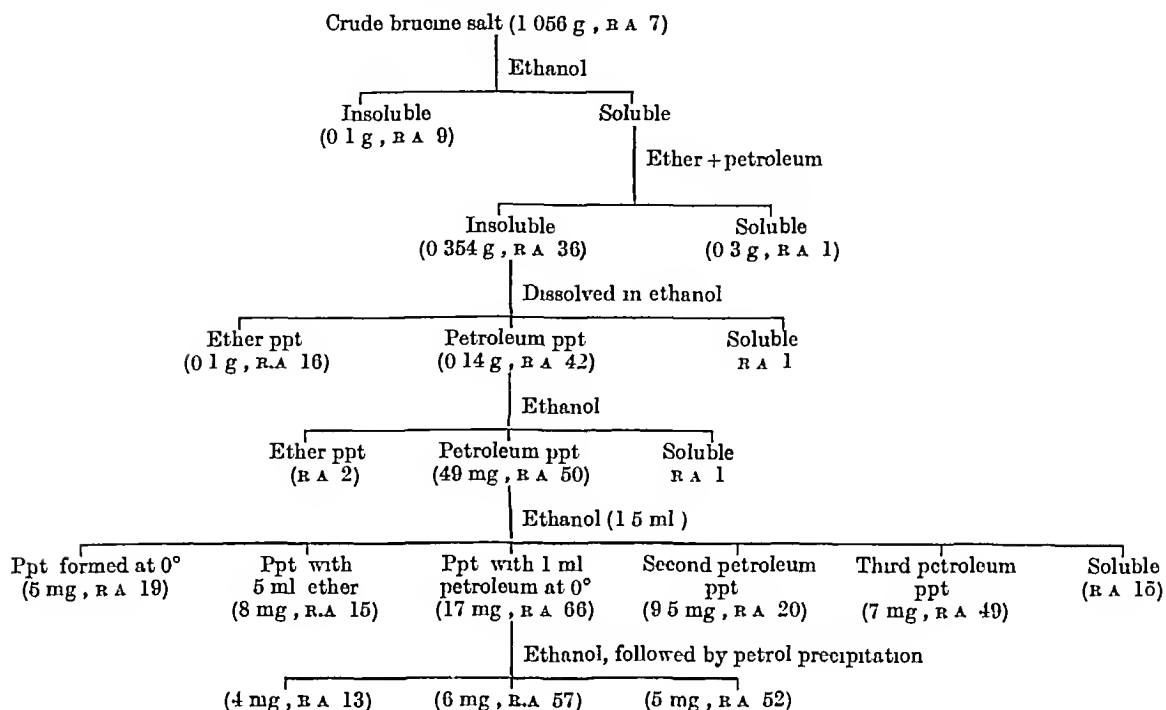 Crude brucine salt (1 056 g , R A 7)
Ethanol
Insoluble Soluble
(0 1 g , R A 9)
Ether + petroleum
Insoluble Soluble
(0 354 g , R A 36) (0 3 g , R A 1)
Dissolved in ethanol
Ether ppt Petroleum ppt Soluble
(0 1 g , R.A 16) (0 14 g , R A 42) R A 1
Ethanol
Ether ppt Petroleum ppt Soluble
(R A 2) (49 mg , R A 50) R A 1
Ethanol (1 5 ml )
Ppt formed at 0° Ppt with Ppt with 1 ml Second petroleum Third petroleum Soluble
(5 mg , R A 19) 5 ml ether petroleum at 0° ppt ppt (R A 15)
(8 mg , R.A 15) (17 mg , R A 66) (9 5 mg , R A 20) (7 mg , R A 49)
Ethanol, followed by petrol precipitation
(4 mg , R A 13) (6 mg , R.A 57) (5 mg , R A 52)